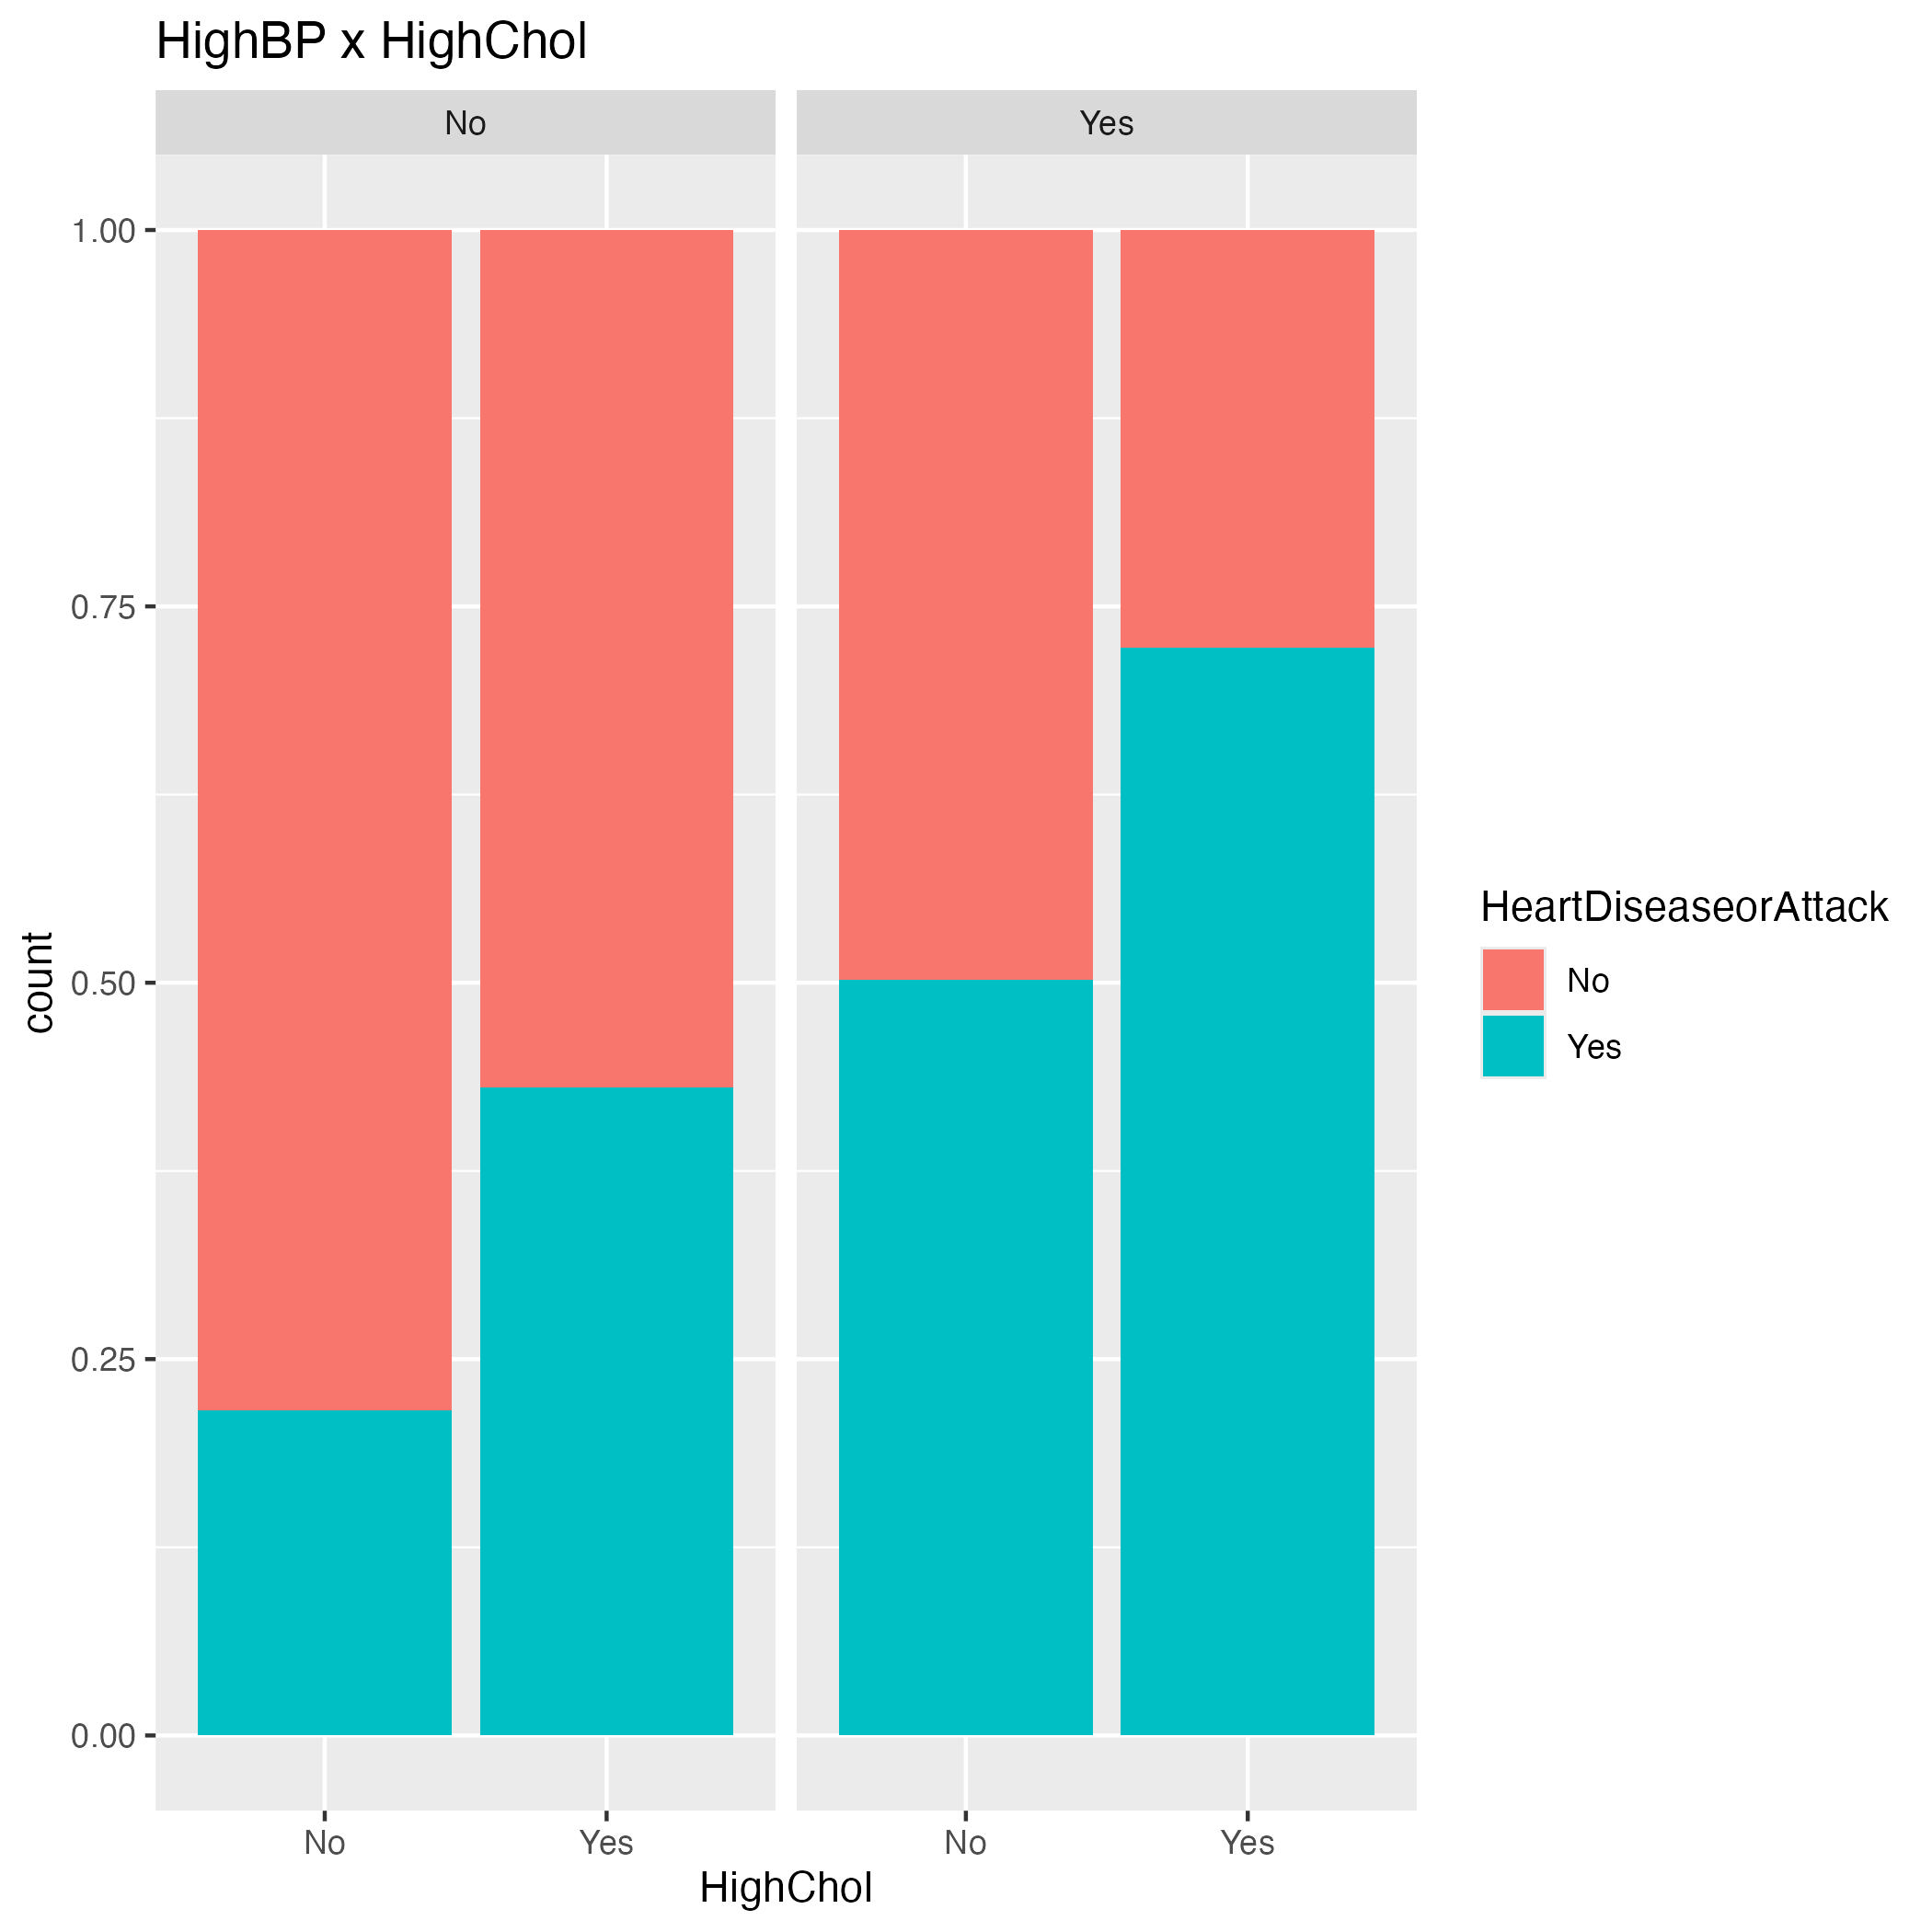 HighBP x HighChol
No
Yes
1.00
0.75
0.50
0.25
0.00
count
No
Yes
No
Yes
HighChol
HeartDiseaseorAttack
No
Yes